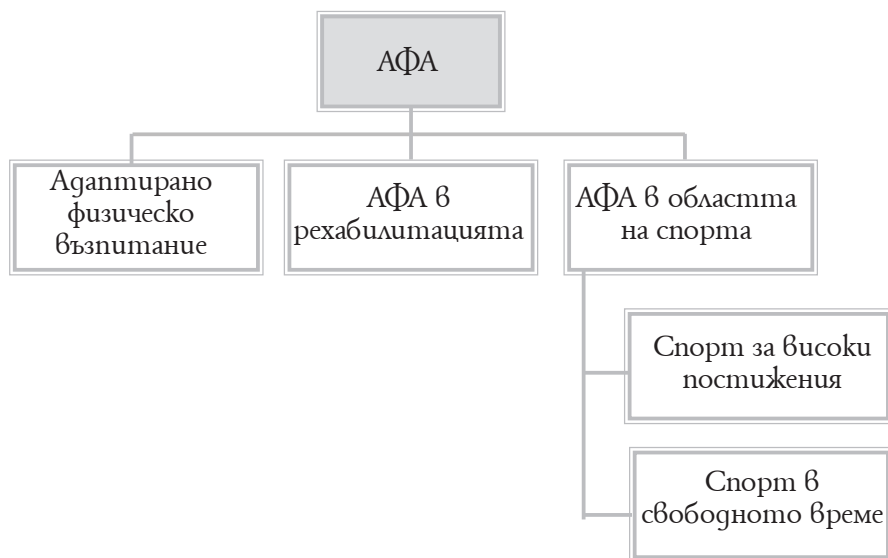 АФА
Адаптирано
физическо
възпитание
АФА в
рехабилитацията
АФА в областта
на спорта
Спорт за високи
постижения
Спорт в
свободното време